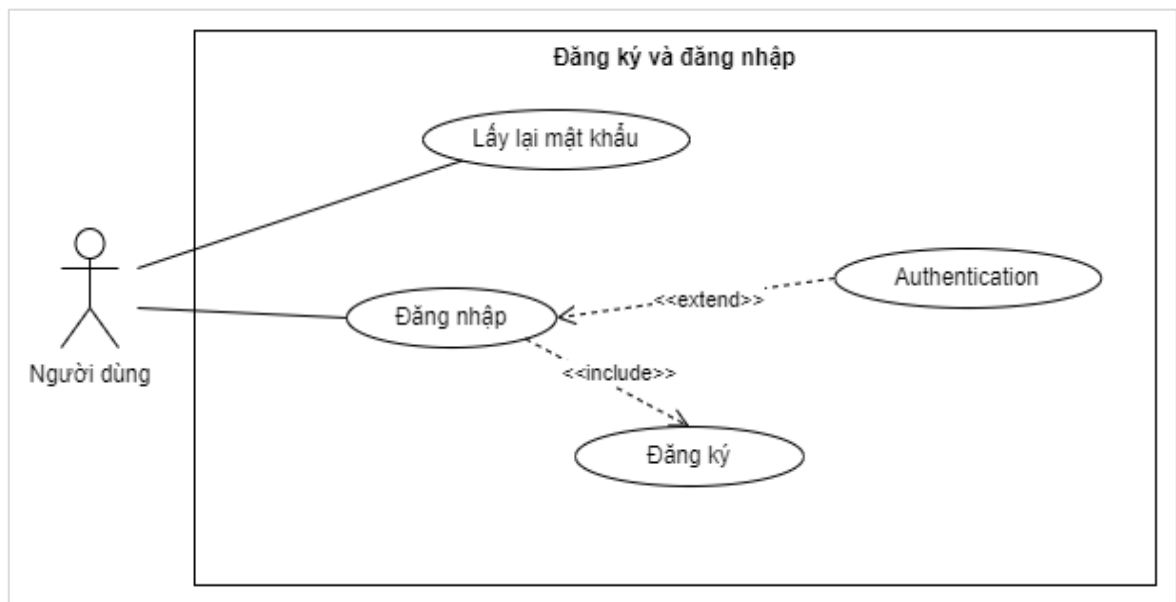 Đăng ký và đăng nhập
Lấy lại mật khẩu
Authentication
<<extend>>
Đăng nhập
Người dùng
<<include>>
Đăng ký